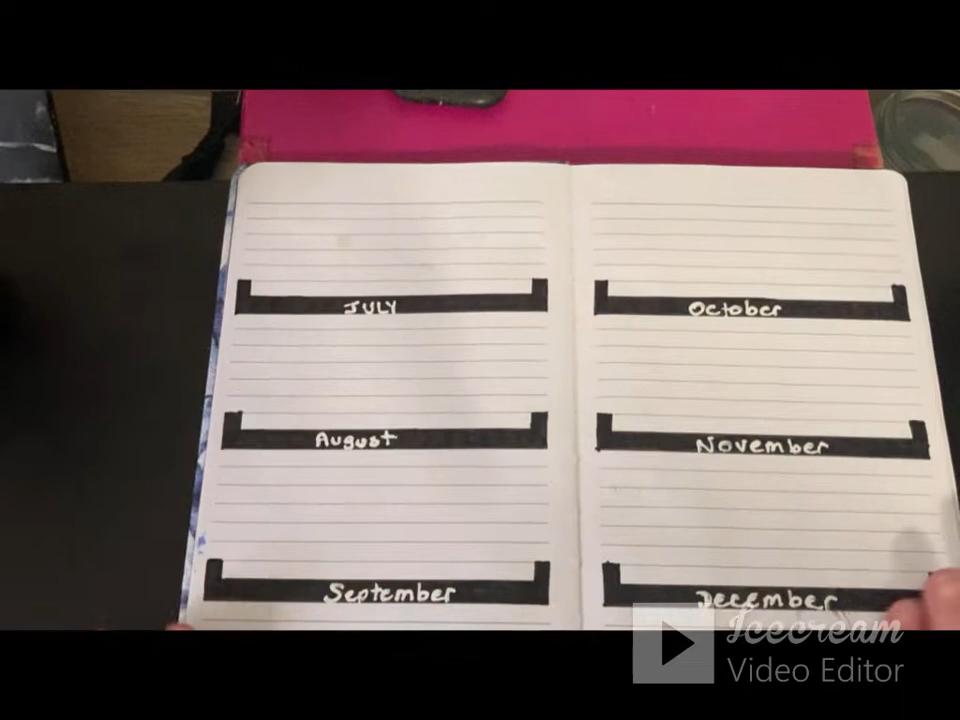 JULY
August
September
October
November
December
Icecream
Video Editor